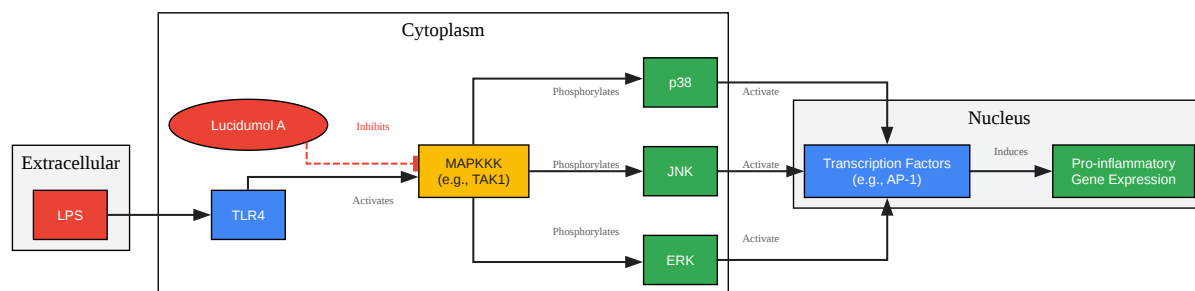 Cytoplasm
p38
Phosphorylates
Activate
Nucleus
Lucidumol A
Inhibits
Extracellular
MAPKKK
(e.g., TAK1)
Phosphorylates
JNK
Activate
Transcription Factors
(e.g., AP-1)
Induces
Pro-inflammatory
Gene Expression
LPS
TLR4
Activates
Phosphorylates
ERK
Activate